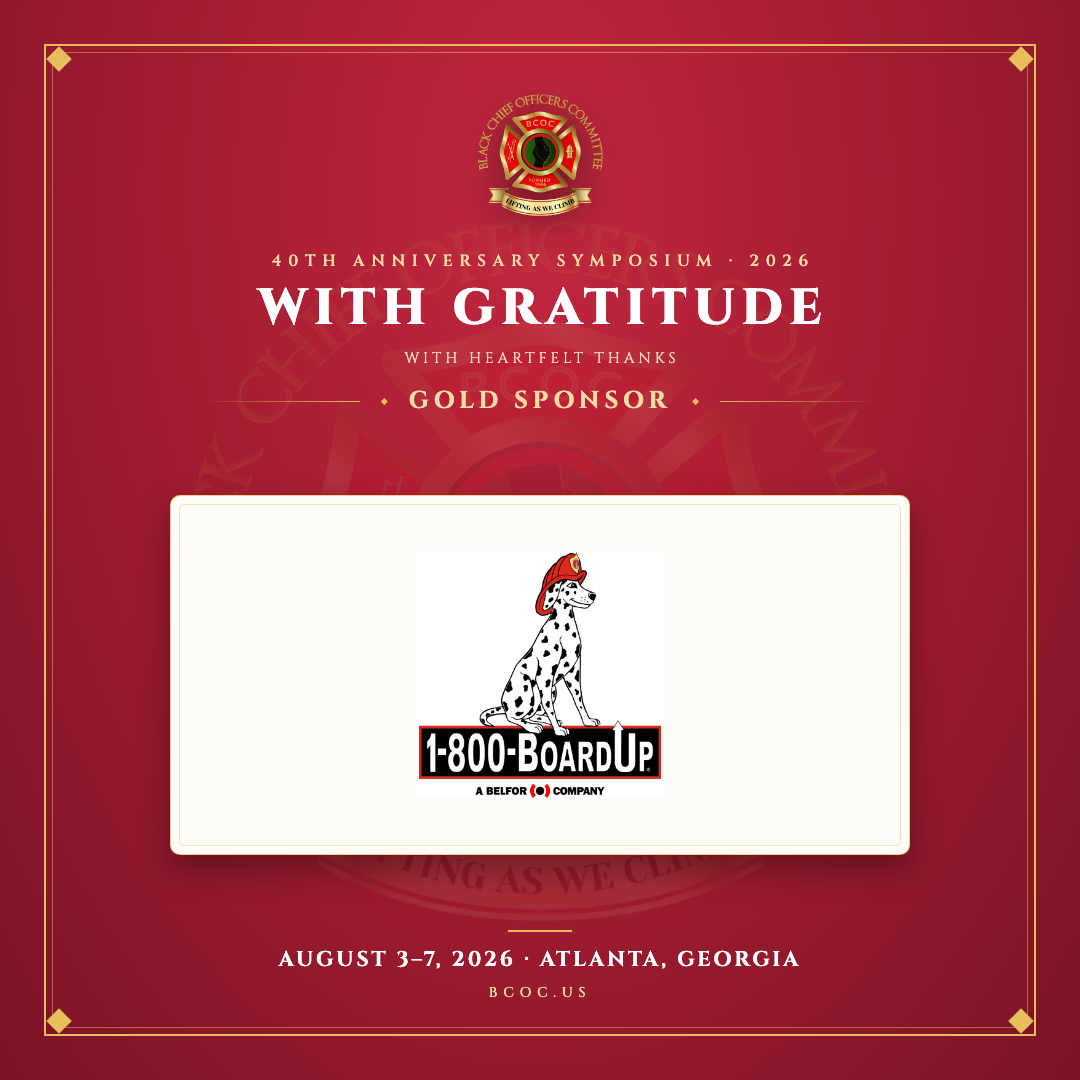 BLACK CHIEF OFFICERS COMMITTEE
BCOC
FORMED
LIFTING AS WE CLIMB
40TH ANNIVERSARY SYMPOSIUM · 2026
WITH GRATITUDE
WITH HEARTFELT THANKS
GOLD SPONSOR
1-800-BOARDUP
A BELFOR COMPANY
AUGUST 3–7, 2026 · ATLANTA, GEORGIA
BCOC.US